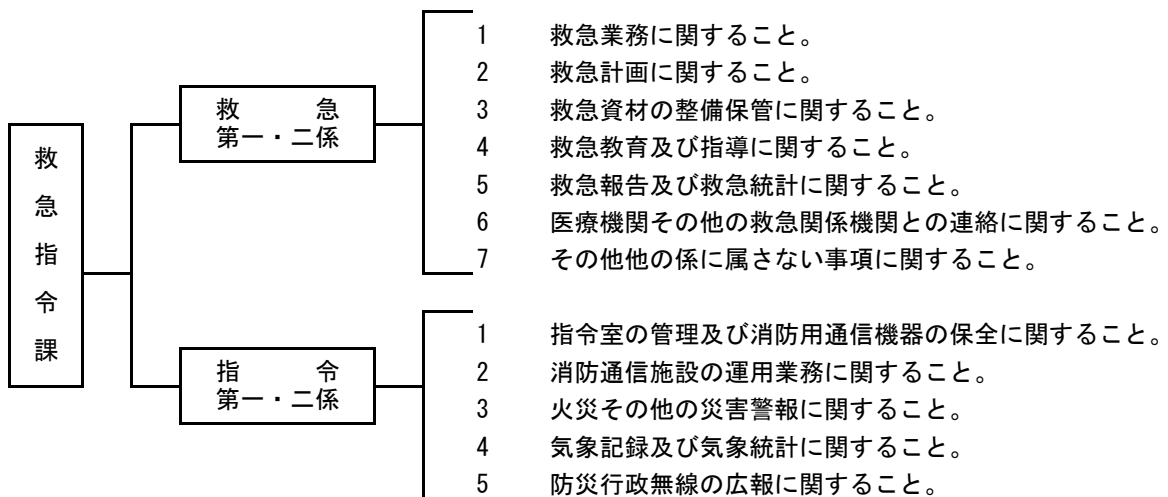 救急指令課
救　　　急
第一・二係
1　救急業務に関すること。
2　救急計画に関すること。
3　救急資材の整備保管に関すること。
4　救急教育及び指導に関すること。
5　救急報告及び救急統計に関すること。
6　医療機関その他の救急関係機関との連絡に関すること。
7　その他他の係に属さない事項に関すること。
指　　　令
第一・二係
1　指令室の管理及び消防用通信機器の保全に関すること。
2　消防通信施設の運用業務に関すること。
3　火災その他の災害警報に関すること。
4　気象記録及び気象統計に関すること。
5　防災行政無線の広報に関すること。